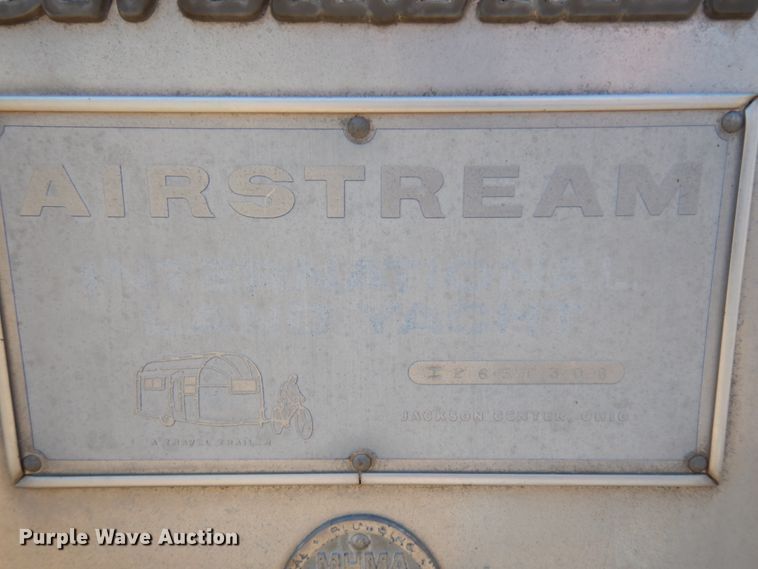 AIRSTREAM
INTERNATIONAL
LAND YACHT
JACKSON CENTER, OHIO
A TRAVEL TRAILER
Purple Wave Auction